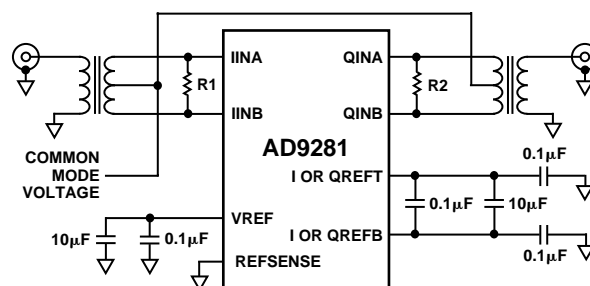 IINA
QINA
R1
R2
IINB
QINB
AD9281
COMMON
MODE
VOLTAGE
0.1µF
I OR QREFT
0.1µF
10µF
VREF
10µF
0.1µF
I OR QREFB
REFSENSE
0.1µF